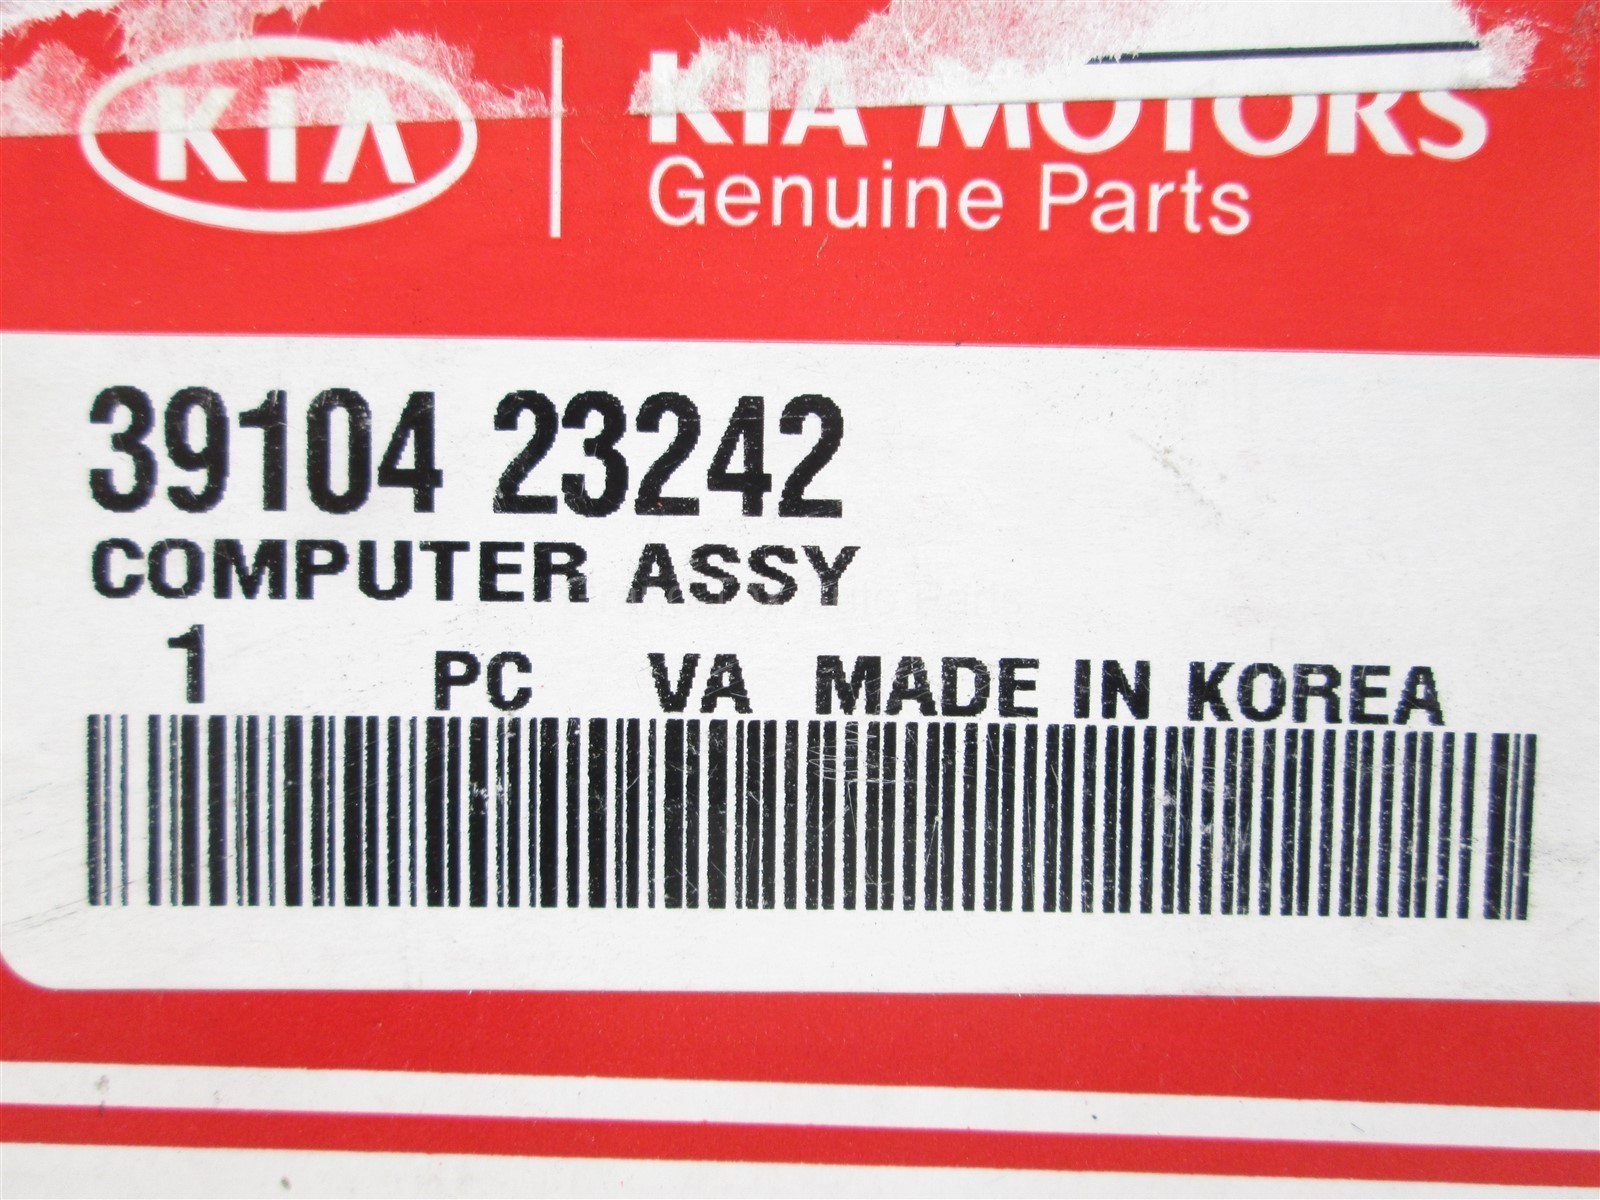 KIA
KIA MOTORS
Genuine Parts
39104 23242
COMPUTER ASSY
1 PC VA MADE IN KOREA